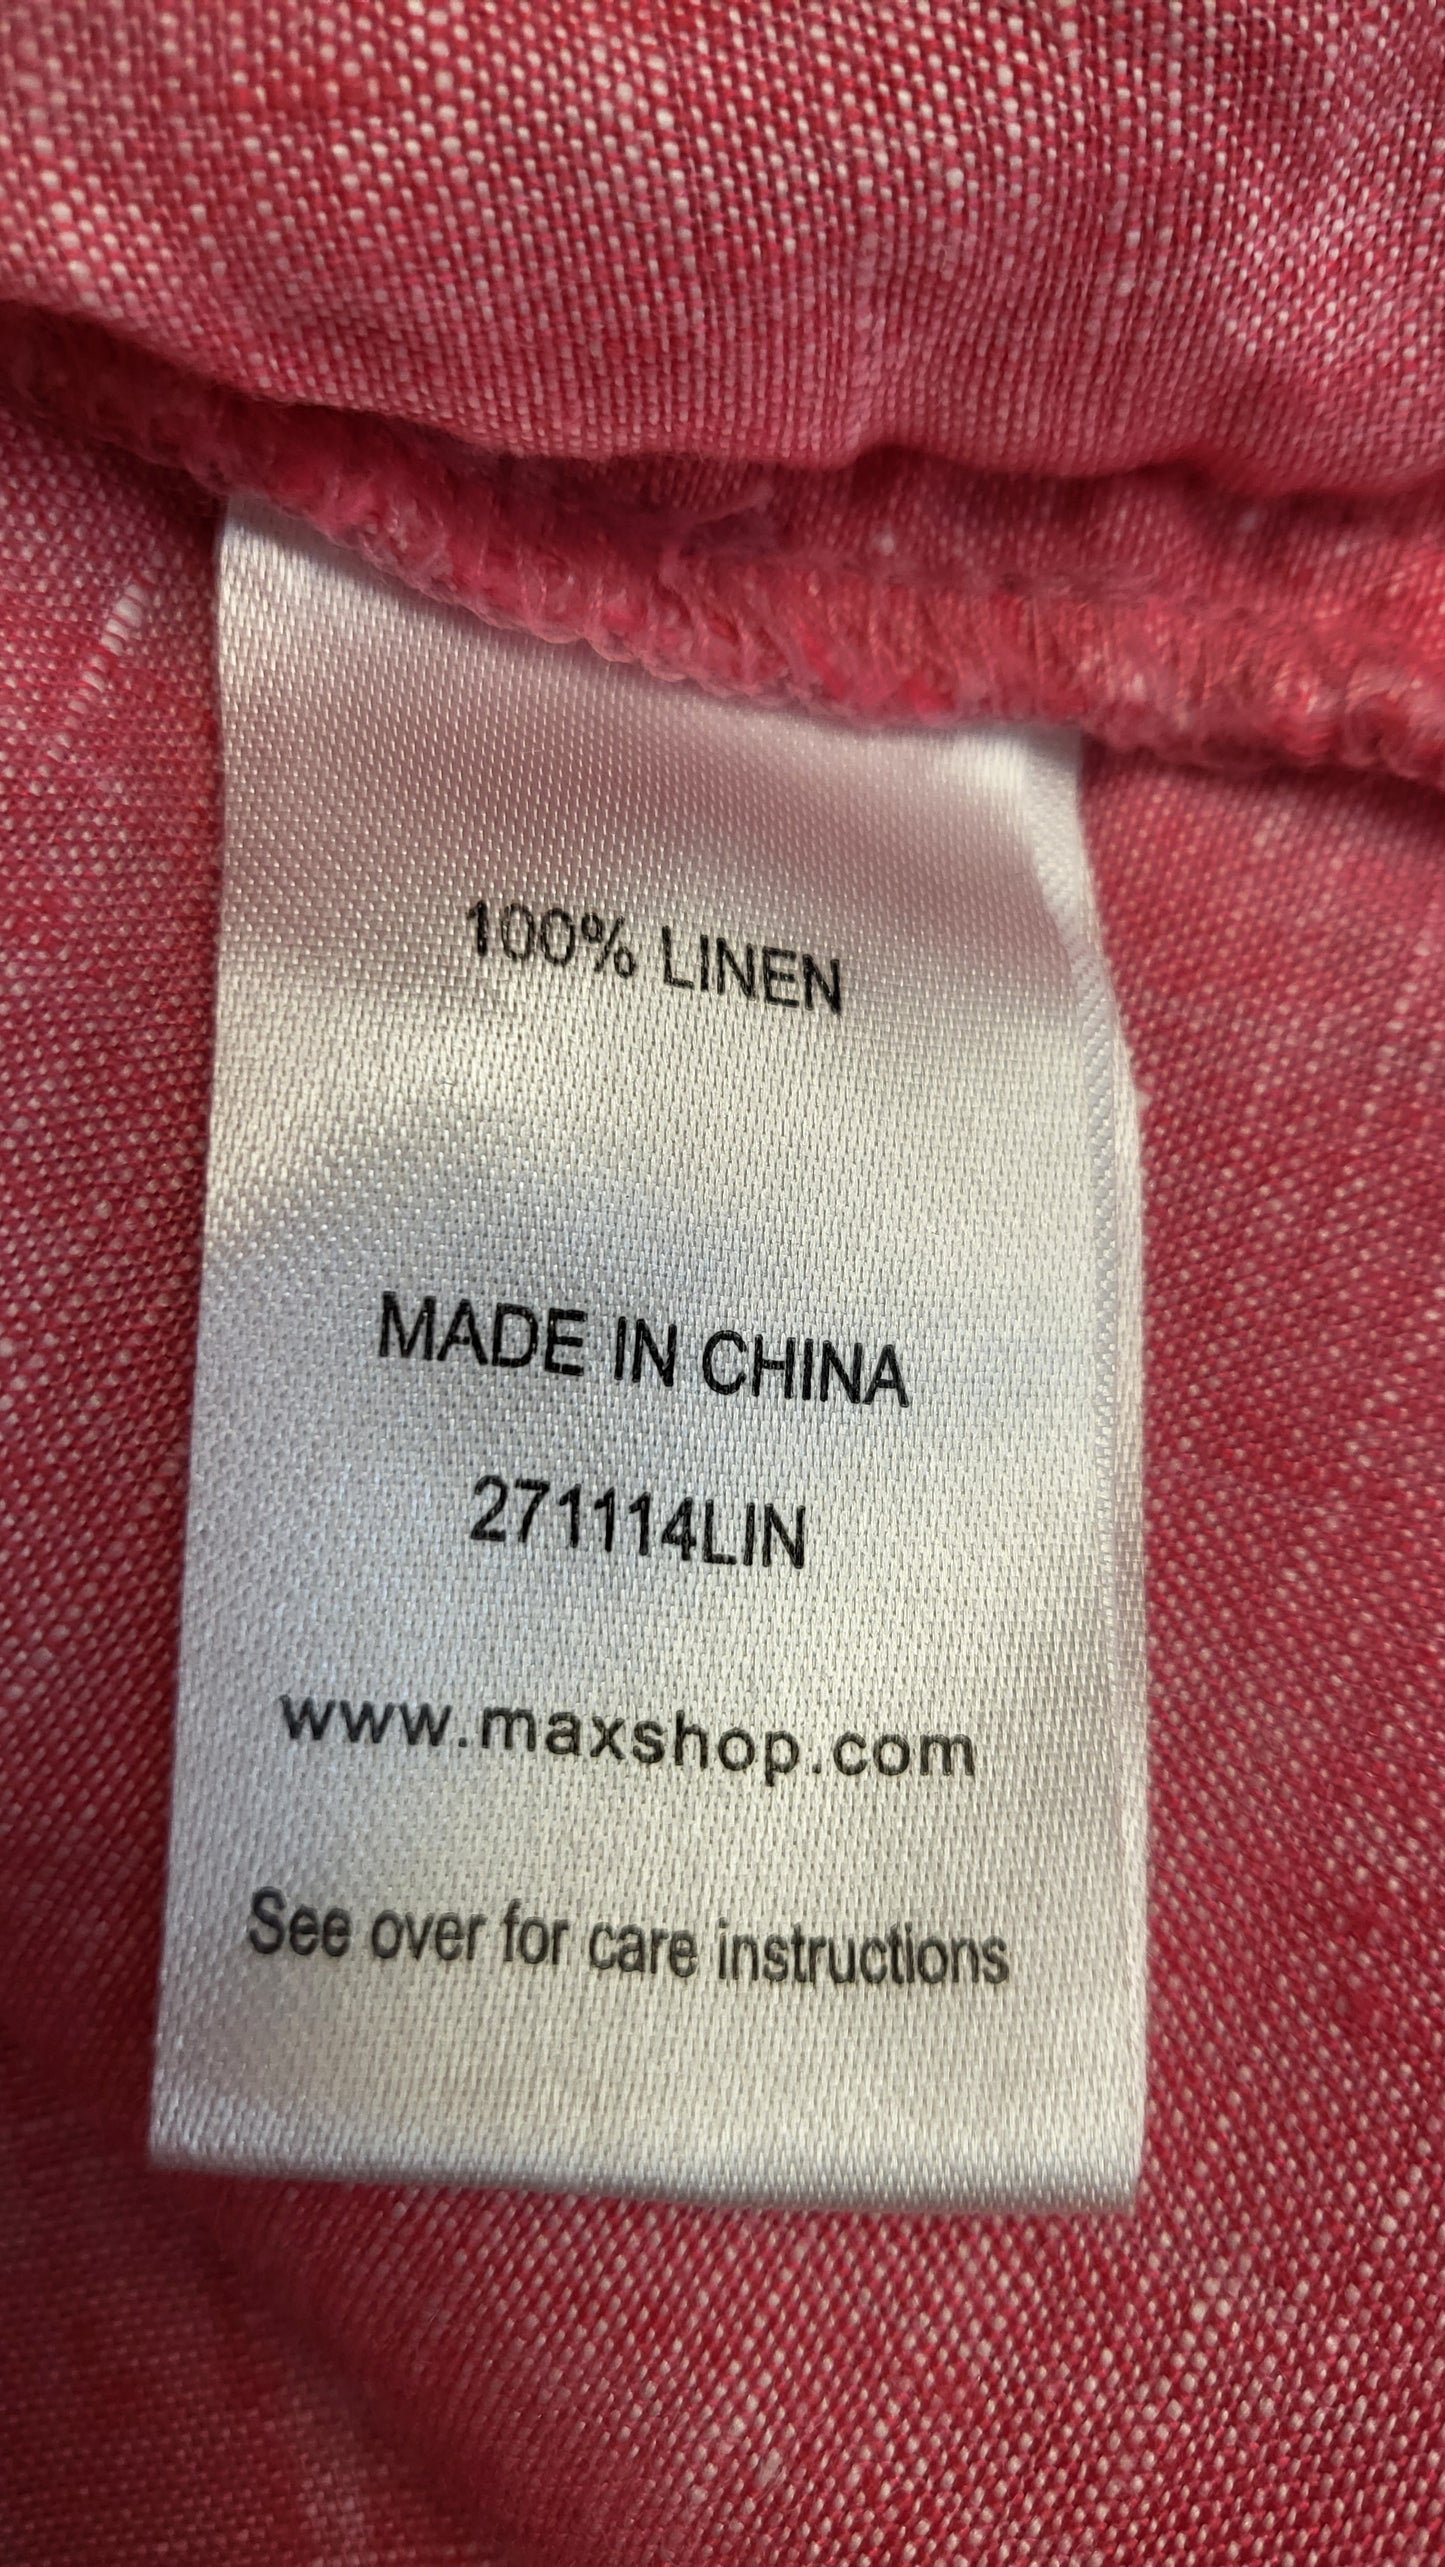 100% LINEN
MADE IN CHINA
271114LIN
www.maxshop.com
See over for care instructions